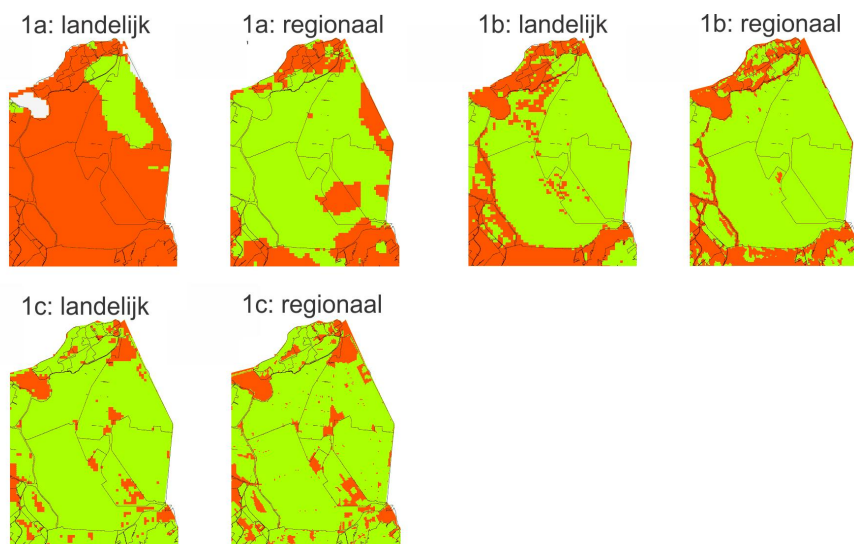 1a: landelijk
1a: regionaal
1b: landelijk
1b: regionaal
1c: landelijk
1c: regionaal